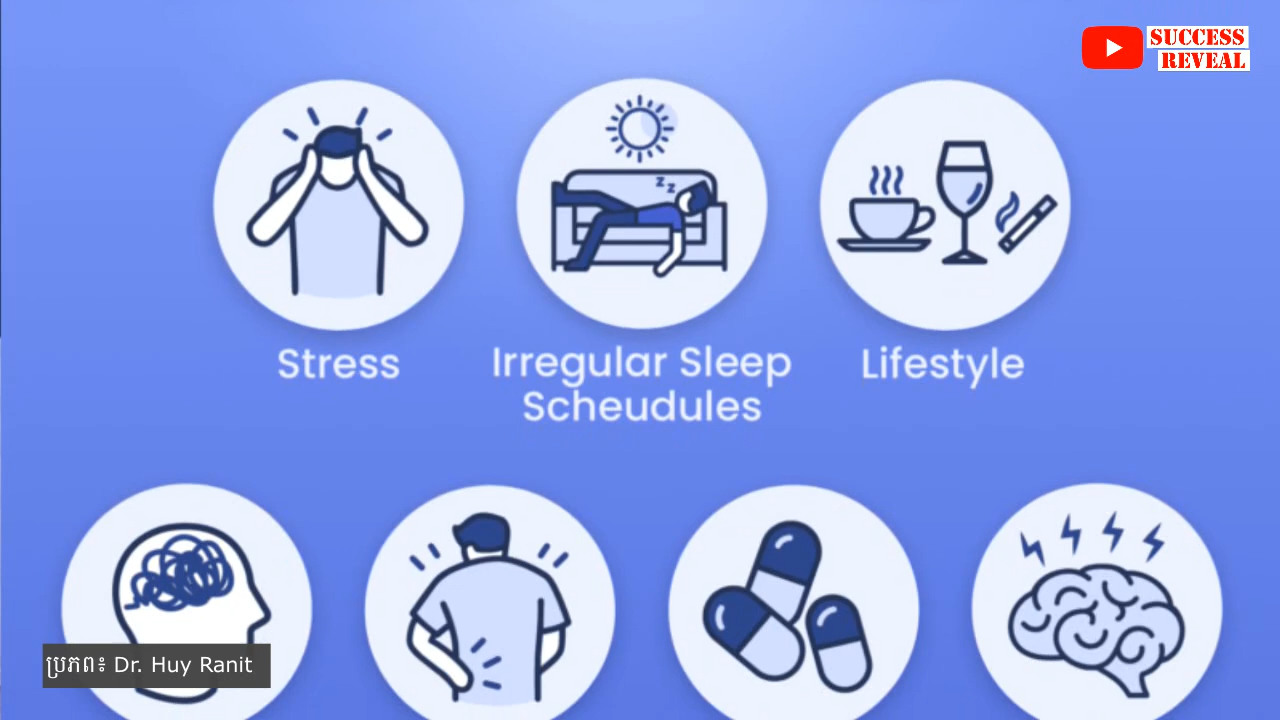 SUCCESS
REVEAL
Stress
Irregular Sleep
Scheudules
Lifestyle
ប្រភព៖ Dr. Huy Ranit